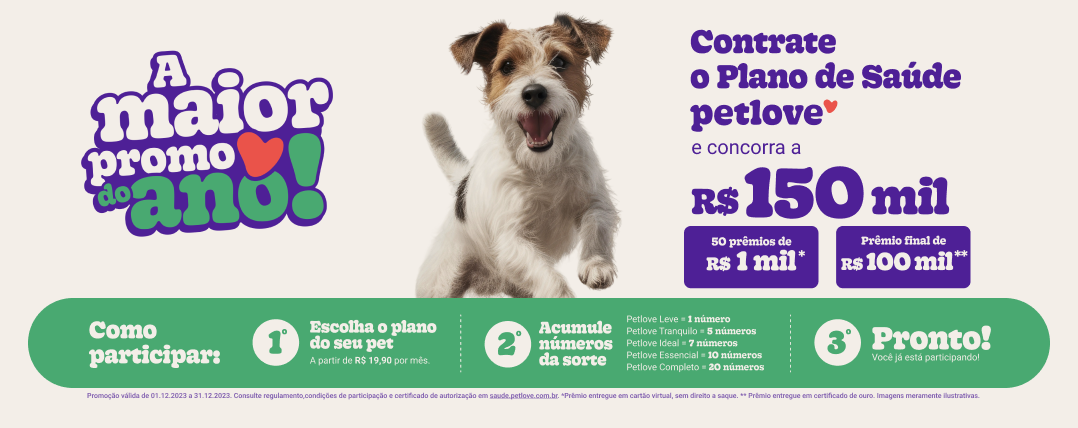 A
maior
promo
do ano!
Contrate
o Plano de Saúde
petlove
e concorra a
R$ 150 mil
50 prêmios de
R$ 1 mil*
Prêmio final de
R$ 100 mil**
Como
participar:
1º
Escolha o plano
do seu pet
A partir de R$ 19,90 por mês.
2º
Acumule
números
da sorte
Petlove Leve = 1 número
Petlove Tranquilo = 5 números
Petlove Ideal = 7 números
Petlove Essencial = 10 números
Petlove Completo = 20 números
3º
Pronto!
Você já está participando!
Promoção válida de 01.12.2023 a 31.12.2023. Consulte regulamento,condições de participação e certificado de autorização em saude.petlove.com.br. *Prêmio entregue em cartão virtual, sem direito a saque. ** Prêmio entregue em certificado de ouro. Imagens meramente ilustrativas.